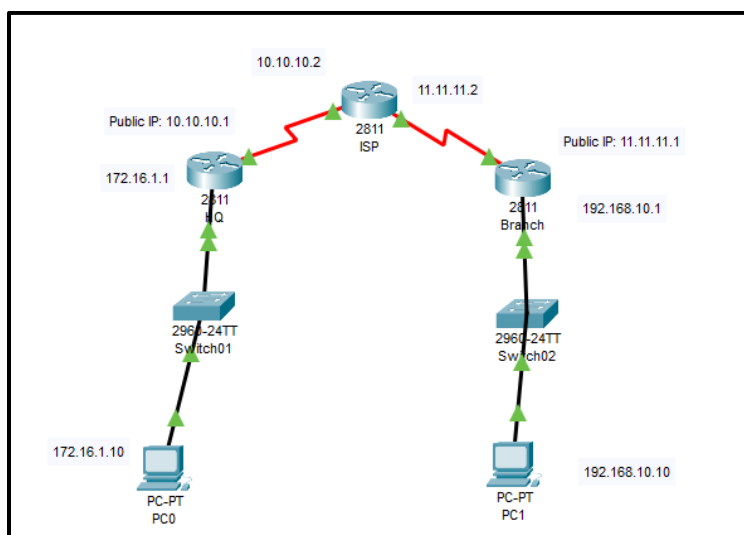 10.10.10.2
11.11.11.2
2811
ISP
Public IP: 10.10.10.1
Public IP: 11.11.11.1
172.16.1.1
2811
HQ
2811
Branch
192.168.10.1
2960-24TT
Switch01
2960-24TT
Switch02
172.16.1.10
PC-PT
PC0
PC-PT
PC1
192.168.10.10